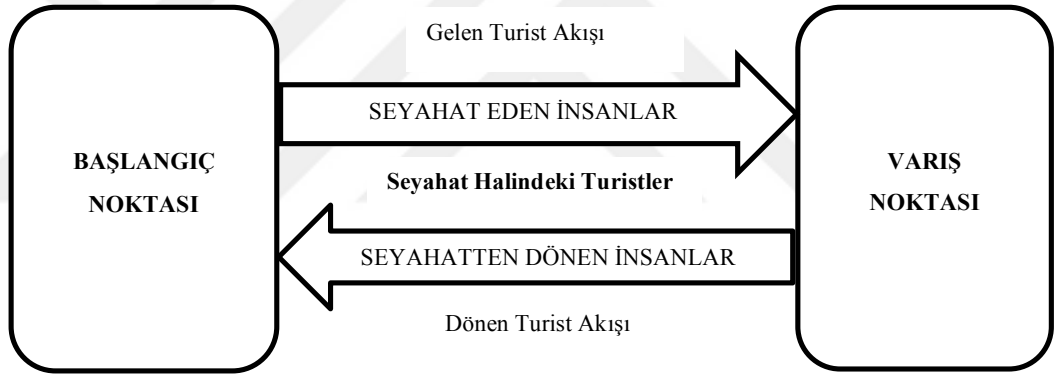 Gelen Turist Akışı
SEYAHAT EDEN İNSANLAR
BAŞLANGIÇ
NOKTASI
Seyahat Halindeki Turistler
VARIŞ
NOKTASI
SEYAHATTEN DÖNEN İNSANLAR
Dönen Turist Akışı